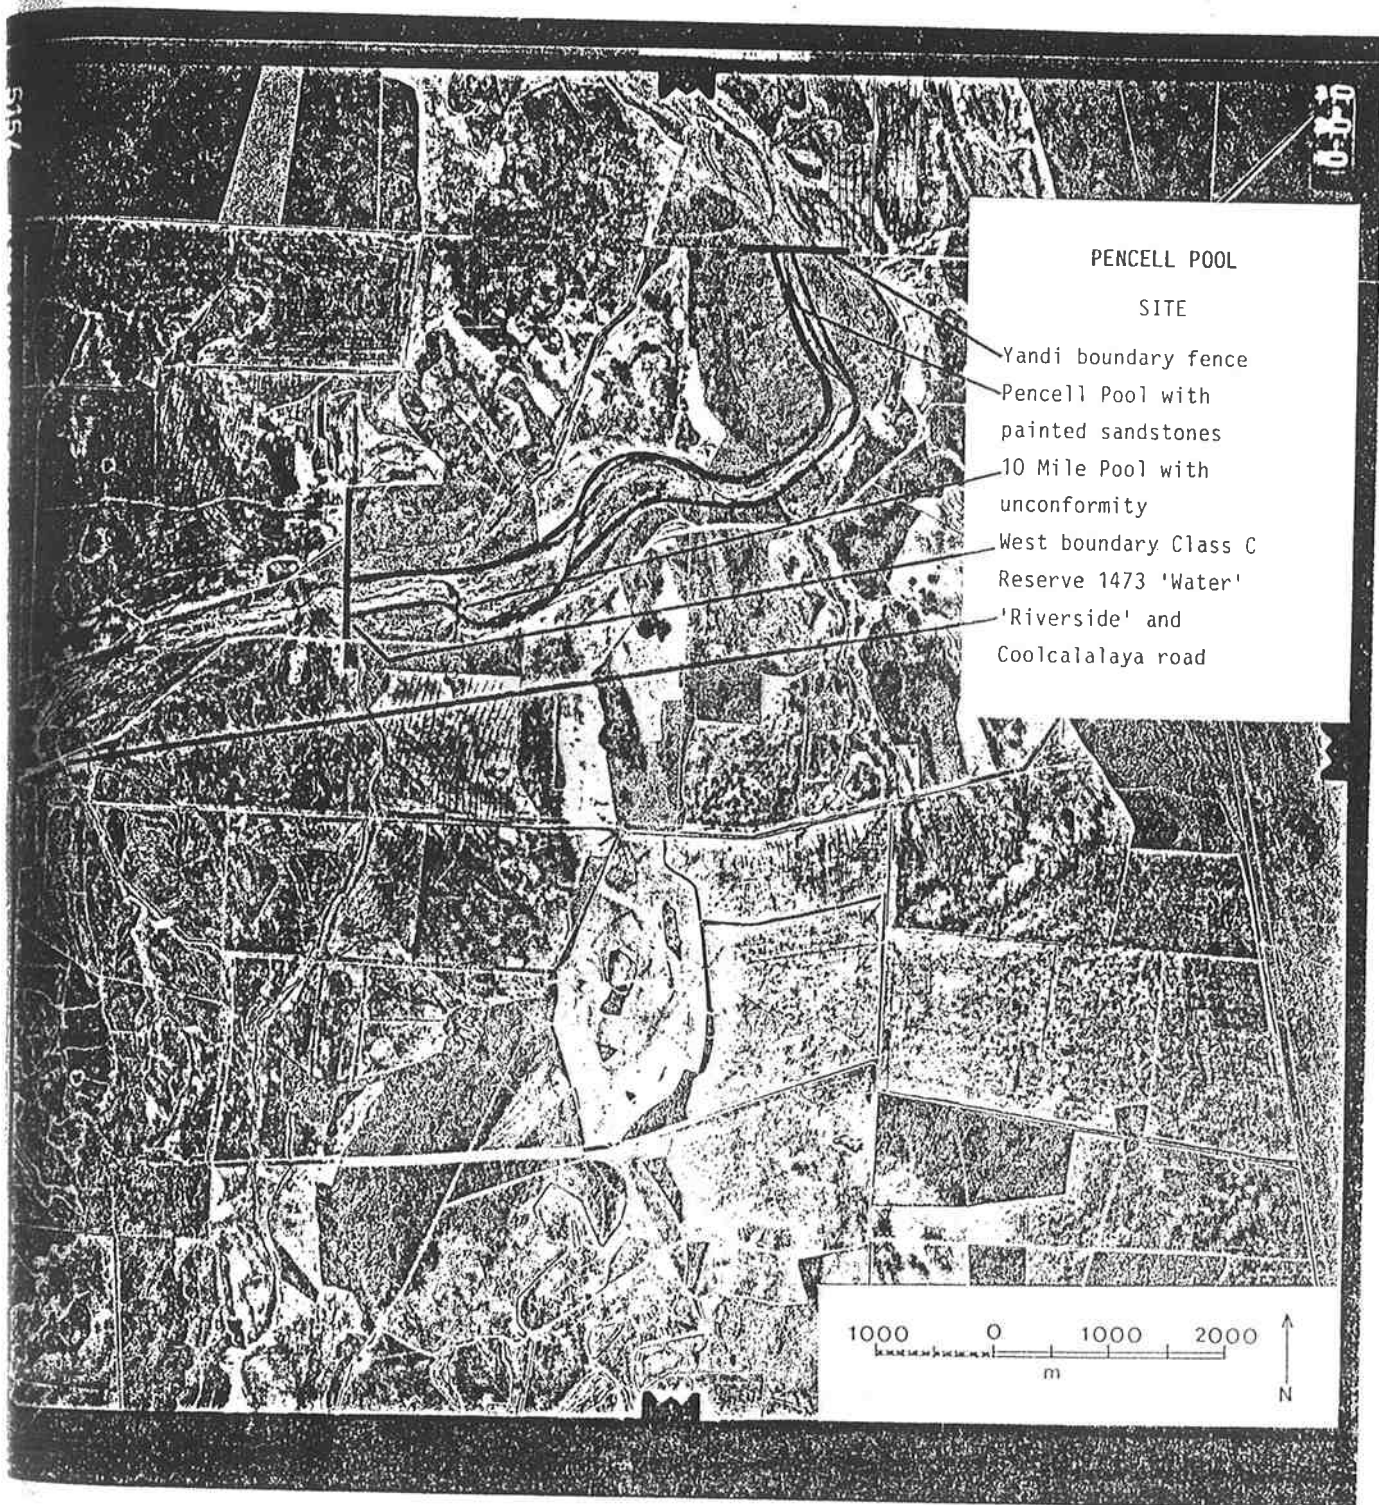 PENCELL POOL
SITE
Yandi boundary fence
Pencell Pool with
painted sandstones
10 Mile Pool with
unconformity
West boundary Class C
Reserve 1473 'Water'
'Riverside' and
Coolcalalaya road
1000 0 1000 2000
m
N